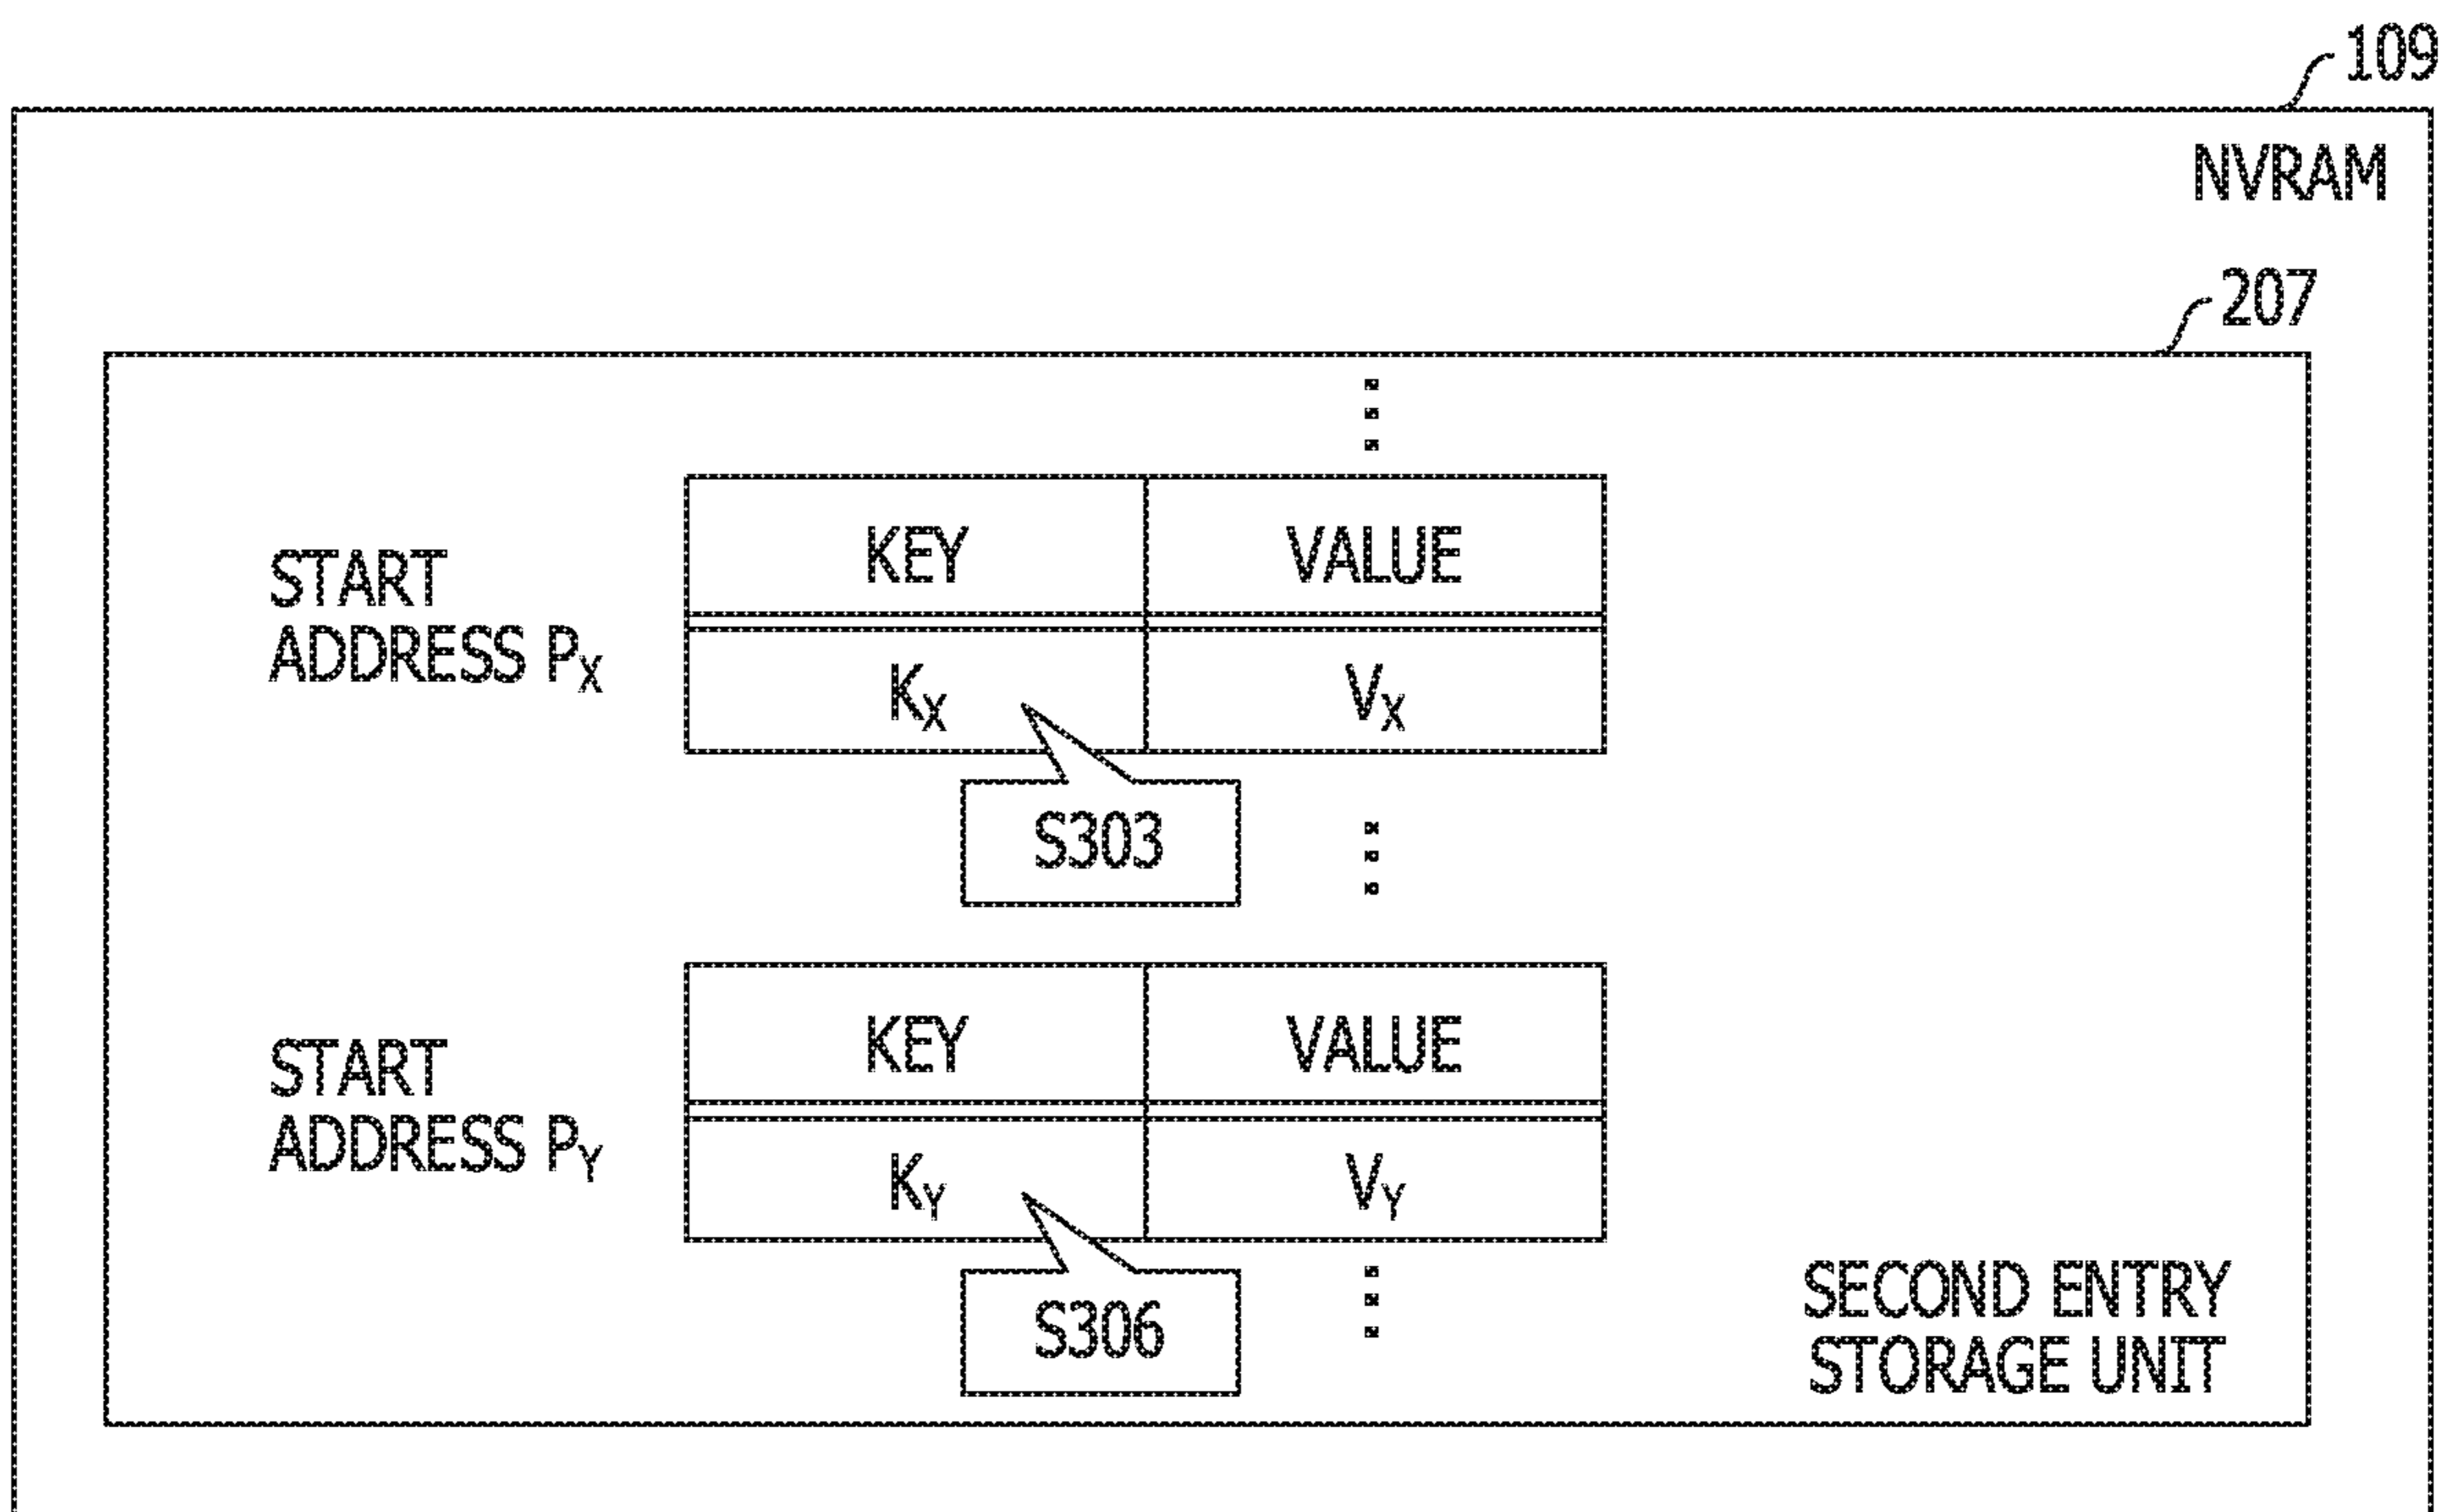 109
NVRAM
207
KEY VALUE
START
ADDRESS PX
KX VX
S303
KEY VALUE
START
ADDRESS PY
KY VY
S306
SECOND ENTRY
STORAGE UNIT